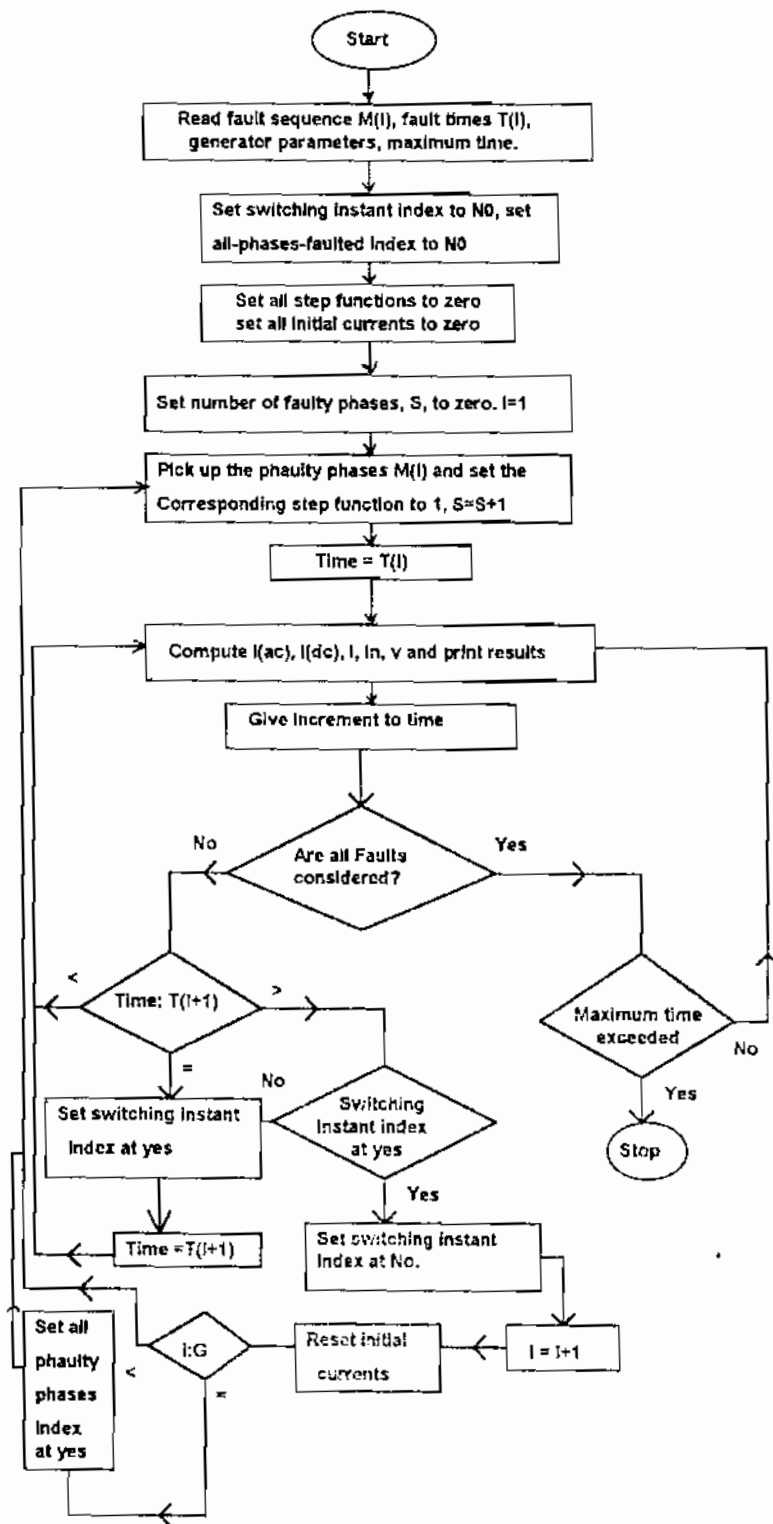 Start
Read fault sequence M(I), fault times T(I),
generator parameters, maximum time.
Set switching instant index to N0, set
all-phases-faulted index to N0
Set all step functions to zero
set all initial currents to zero
Set number of faulty phases, S, to zero. I=1
Pick up the phaulty phases M(I) and set the
Corresponding step function to 1, S=S+1
Time = T(I)
Compute I(ac), I(dc), I, In, v and print results
Give increment to time
No
Are all Faults
considered?
Yes
<
Time: T(I+1)
>
Maximum time
exceeded
No
=
No
Set switching instant
Index at yes
Switching
Instant index
at yes
Yes
Stop
Yes
Time =T(I+1)
Set switching instant
Index at No.
Set all
phaulty
phases
Index
at yes
<
i:G
=
Reset initial
currents
I = I+1